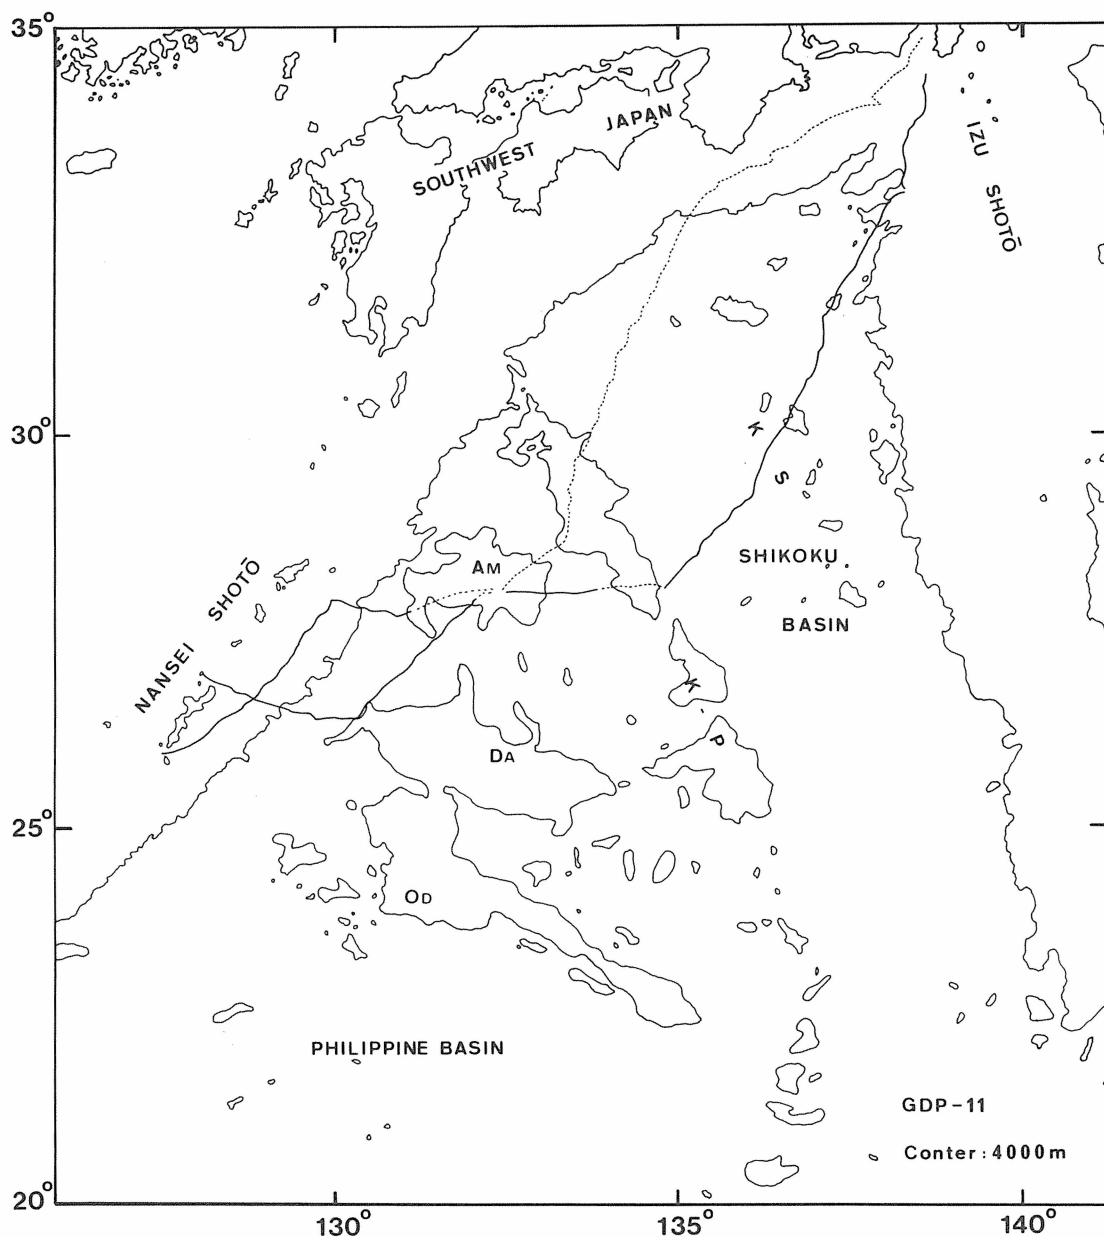 35°
JAPAN
SOUTHWEST
IZU SHOTŌ
30°
K
S
AM
SHIKOKU
BASIN
NANSEI SHOTŌ
K - P
DA
25°
OD
PHILIPPINE BASIN
GDP-11
Conter : 4000m
20°
130° 135° 140°